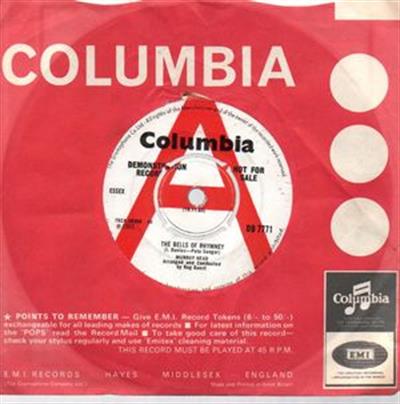 COLUMBIA
Columbia
DEMONST ION
RECOR
NOT FOR
SALE
ESSEX
DB 7771
THE BELLS OF RHYMNEY
(I. Davies—Pete Seeger)
MURRAY HEAD
Arranged and Conducted
by Reg Guest
Columbia
EMI
★ POINTS TO REMEMBER — Give E.M.I. Record Tokens (6/- to 50/-)
exchangeable for all leading makes of records ■ For latest information on
the "POPS" read the Record Mail ■ To take good care of this record—
check your stylus regularly and use 'Emitex' cleaning material.
THIS RECORD MUST BE PLAYED AT 45 R.P.M.
E.M.I. RECORDS HAYES MIDDLESEX ENGLAND
(The Gramophone Company Ltd.) Made and Printed in Great Britain